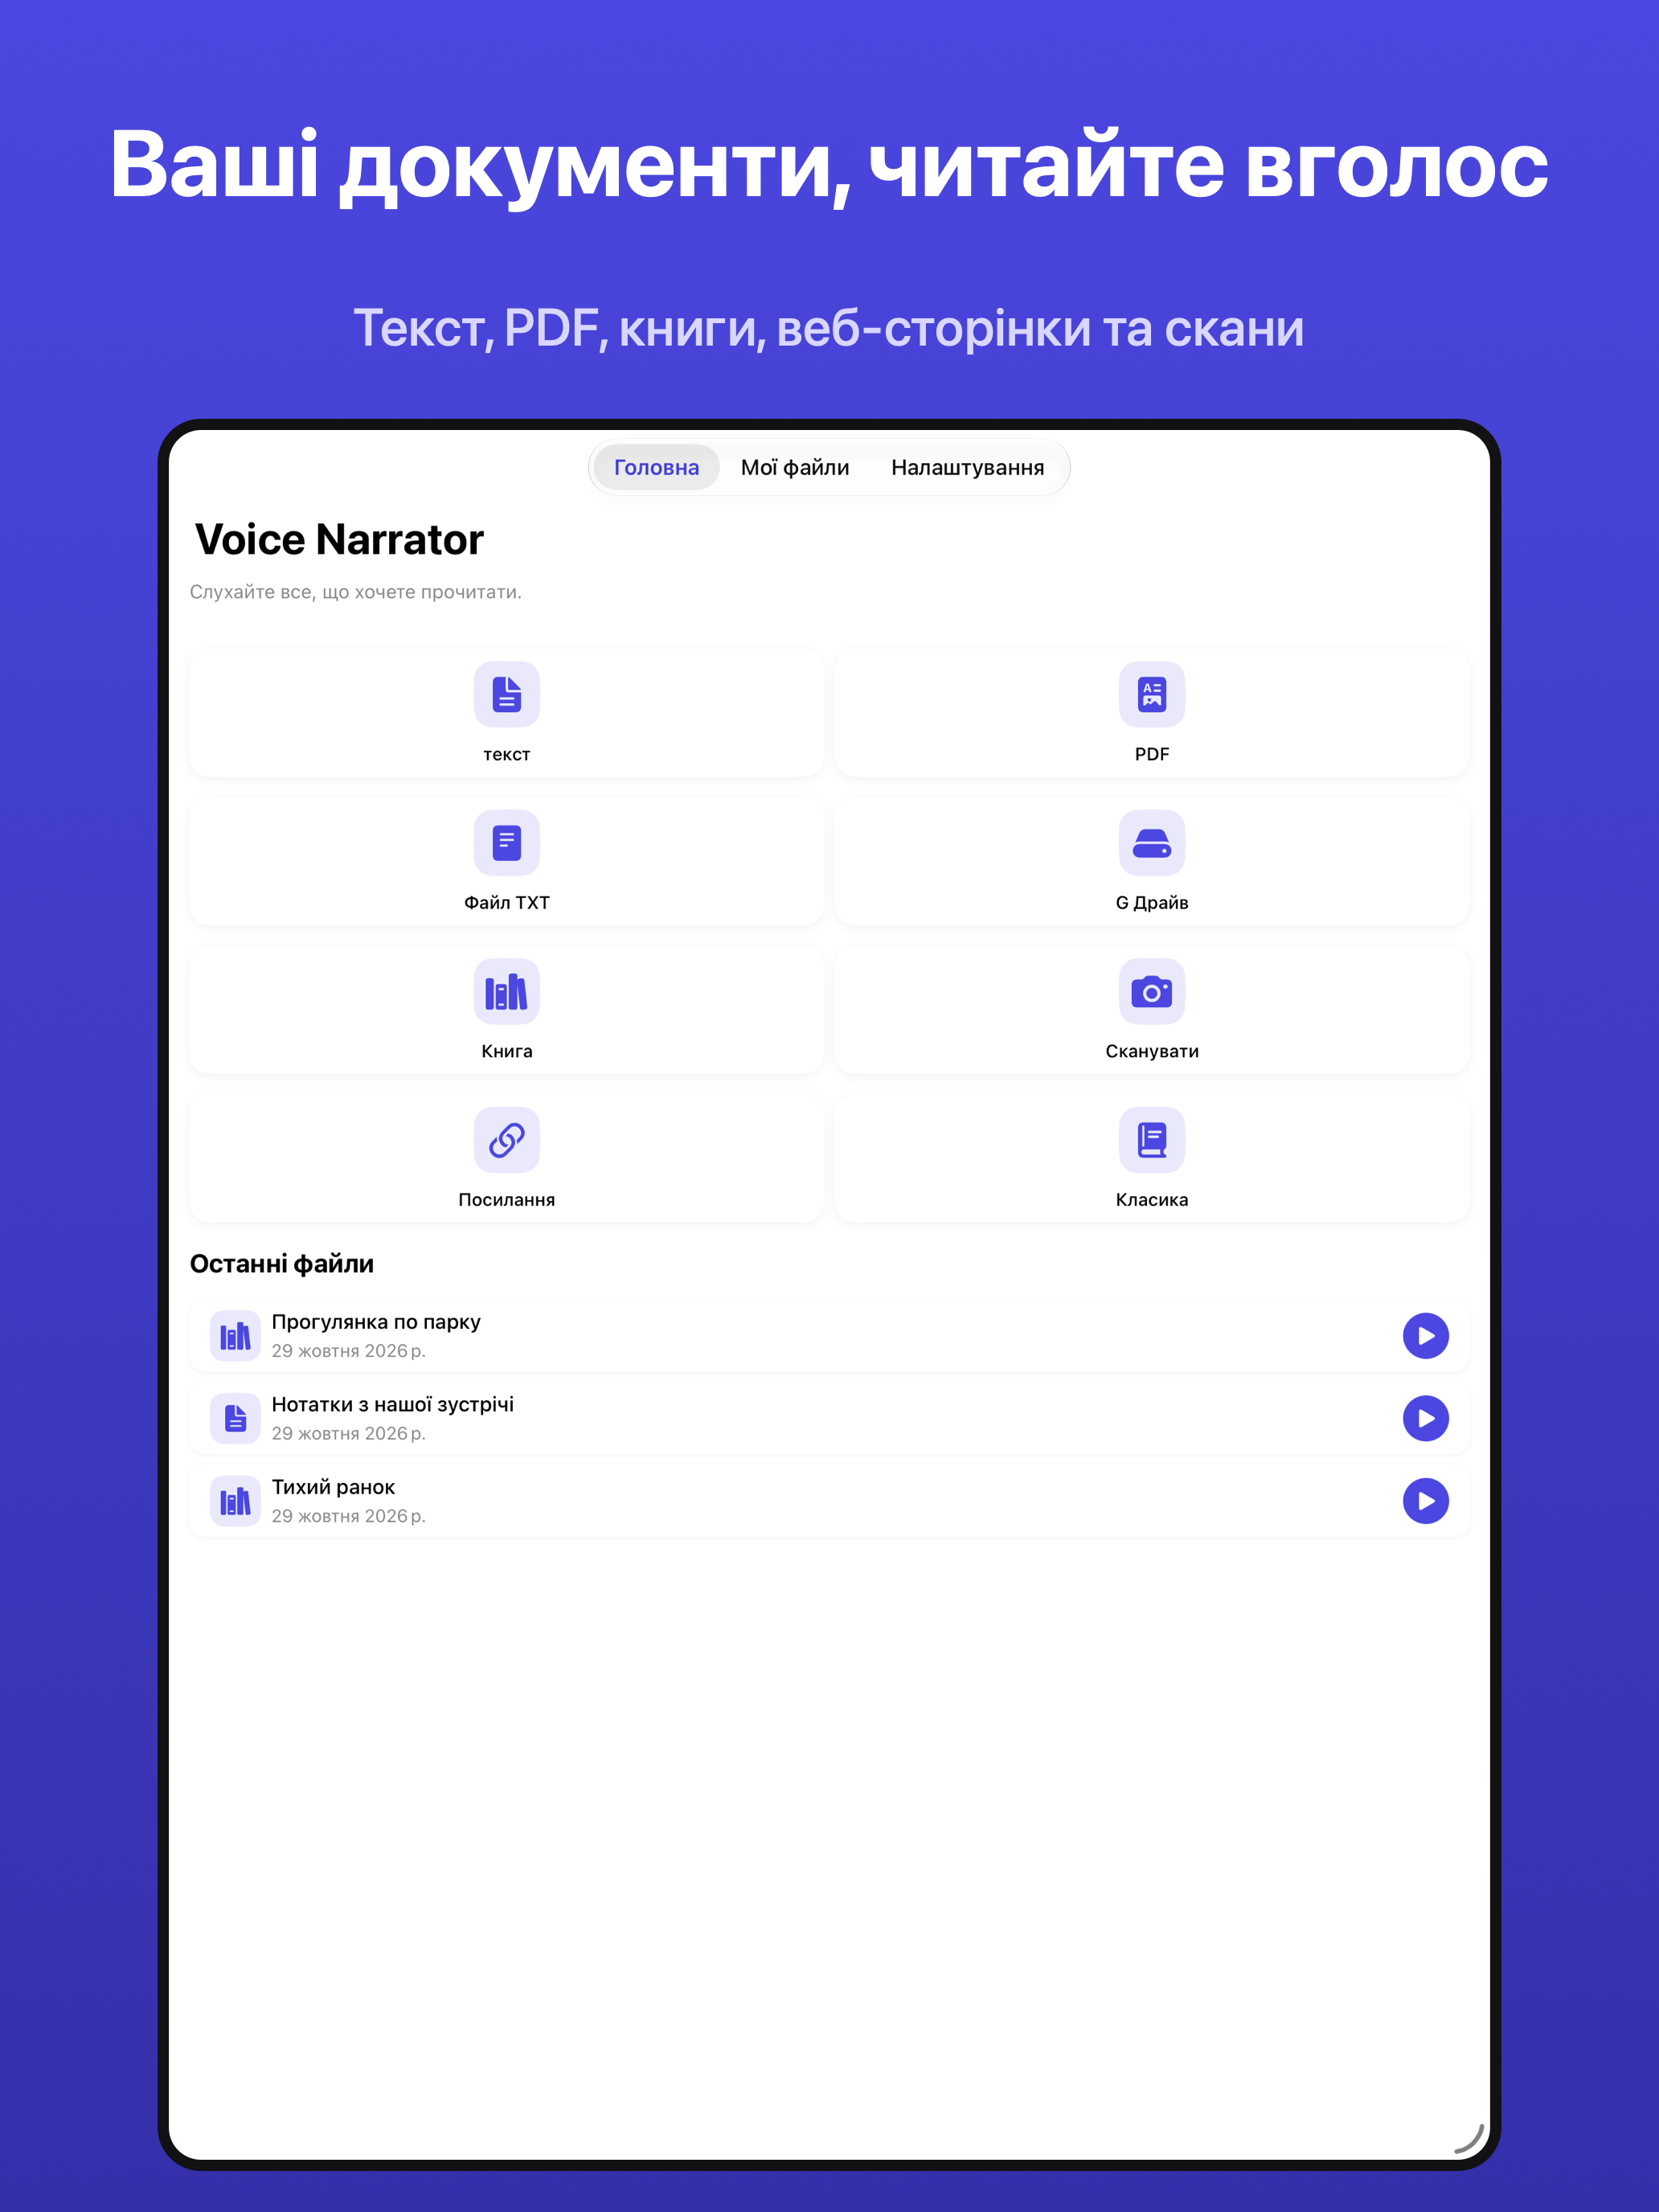 Ваші документи, читайте вголос
Текст, PDF, книги, веб-сторінки та скани
Головна Мої файли Налаштування
Voice Narrator
Слухайте все, що хочете прочитати.
текст PDF
Файл TXT G Драйв
Книга Сканувати
Посилання Класика
Останні файли
Прогулянка по парку
29 жовтня 2026 р.
Нотатки з нашої зустрічі
29 жовтня 2026 р.
Тихий ранок
29 жовтня 2026 р.